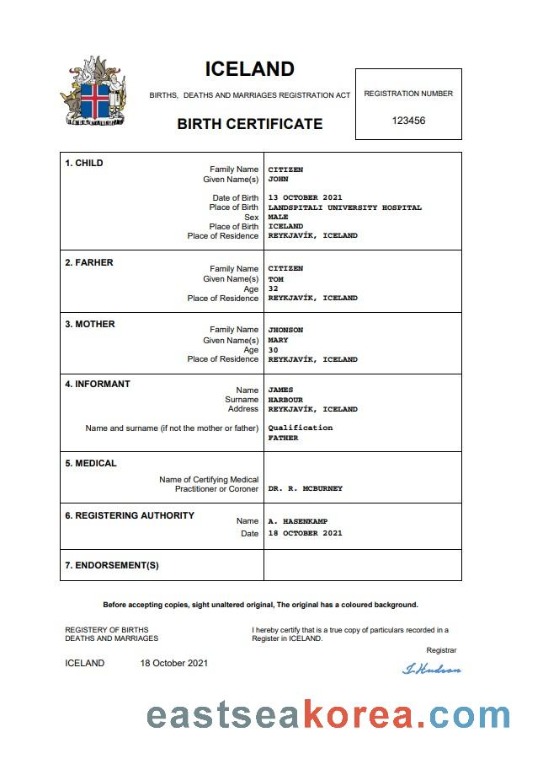 ICELAND
BIRTHS, DEATHS AND MARRIAGES REGISTRATION ACT
BIRTH CERTIFICATE
REGISTRATION NUMBER
123456
1. CHILD
Family Name CITIZEN
Given Name(s) JOHN
Date of Birth 13 OCTOBER 2021
Place of Birth LANDSPITALI UNIVERSITY HOSPITAL
Sex MALE
Place of Birth ICELAND
Place of Residence REYKJAVÍK, ICELAND
2. FARHER
Family Name CITIZEN
Given Name(s) TOM
Age 32
Place of Residence REYKJAVÍK, ICELAND
3. MOTHER
Family Name JHONSON
Given Name(s) MARY
Age 30
Place of Residence REYKJAVÍK, ICELAND
4. INFORMANT
Name JAMES
Surname HARBOUR
Address REYKJAVÍK, ICELAND
Name and surname (if not the mother or father) Qualification
FATHER
5. MEDICAL
Name of Certifying Medical
Practitioner or Coroner DR. R. MCBURNEY
6. REGISTERING AUTHORITY
Name A. HASENKAMP
Date 18 OCTOBER 2021
7. ENDORSEMENT(S)
Before accepting copies, sight unaltered original, The original has a coloured background.
REGISTERY OF BIRTHS
DEATHS AND MARRIAGES
I hereby certify that is a true copy of particulars recorded in a
Register in ICELAND.
Registrar
ICELAND 18 October 2021
J. Hudson
eastseakorea.com